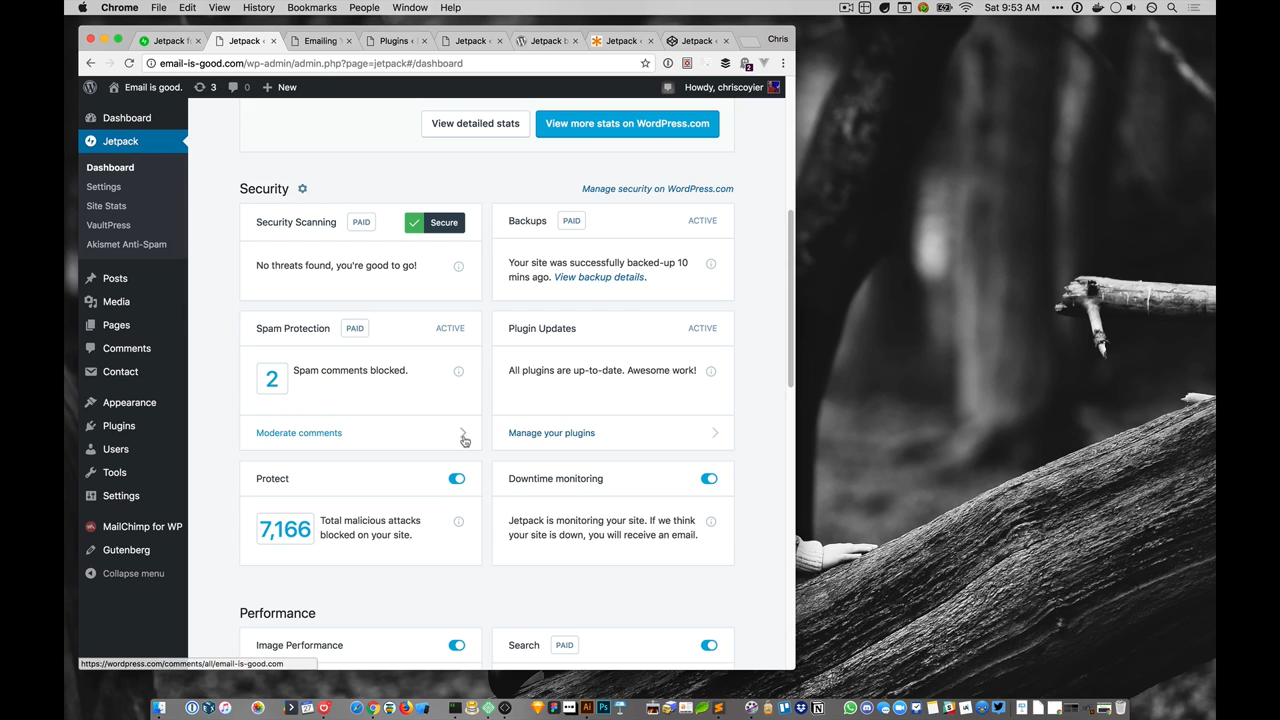 Chrome File Edit View History Bookmarks People Window Help
9
Sat 9:53 AM
Jetpack fo
Jetpack ‹
Emailing
Plugins ‹
Jetpack ‹
Jetpack b
Jetpack ‹
Jetpack ‹
Chris
email-is-good.com/wp-admin/admin.php?page=jetpack#/dashboard
2
Email is good.
3
0
New
Howdy, chriscoyier
Dashboard
Jetpack
Dashboard
Settings
Site Stats
VaultPress
Akismet Anti-Spam
Posts
Media
Pages
Comments
Contact
Appearance
Plugins
Users
Tools
Settings
MailChimp for WP
Gutenberg
Collapse menu
View detailed stats
View more stats on WordPress.com
Security
Manage security on WordPress.com
Security Scanning PAID Secure
No threats found, you're good to go!
Backups PAID ACTIVE
Your site was successfully backed-up 10
mins ago. View backup details.
Spam Protection PAID ACTIVE
2 Spam comments blocked.
Moderate comments
Plugin Updates ACTIVE
All plugins are up-to-date. Awesome work!
Manage your plugins
Protect
7,166 Total malicious attacks
blocked on your site.
Downtime monitoring
Jetpack is monitoring your site. If we think
your site is down, you will receive an email.
Performance
Image Performance
Search PAID
https://wordpress.com/comments/all/email-is-good.com